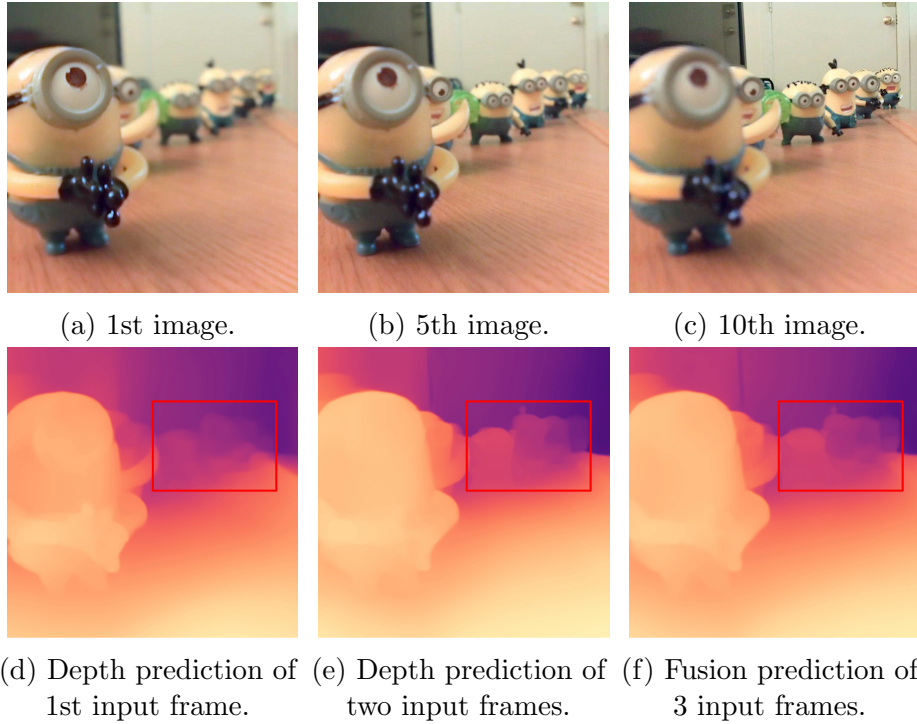 (a) 1st image.
(b) 5th image.
(c) 10th image.
(d) Depth prediction of
1st input frame.
(e) Depth prediction of
two input frames.
(f) Fusion prediction of
3 input frames.